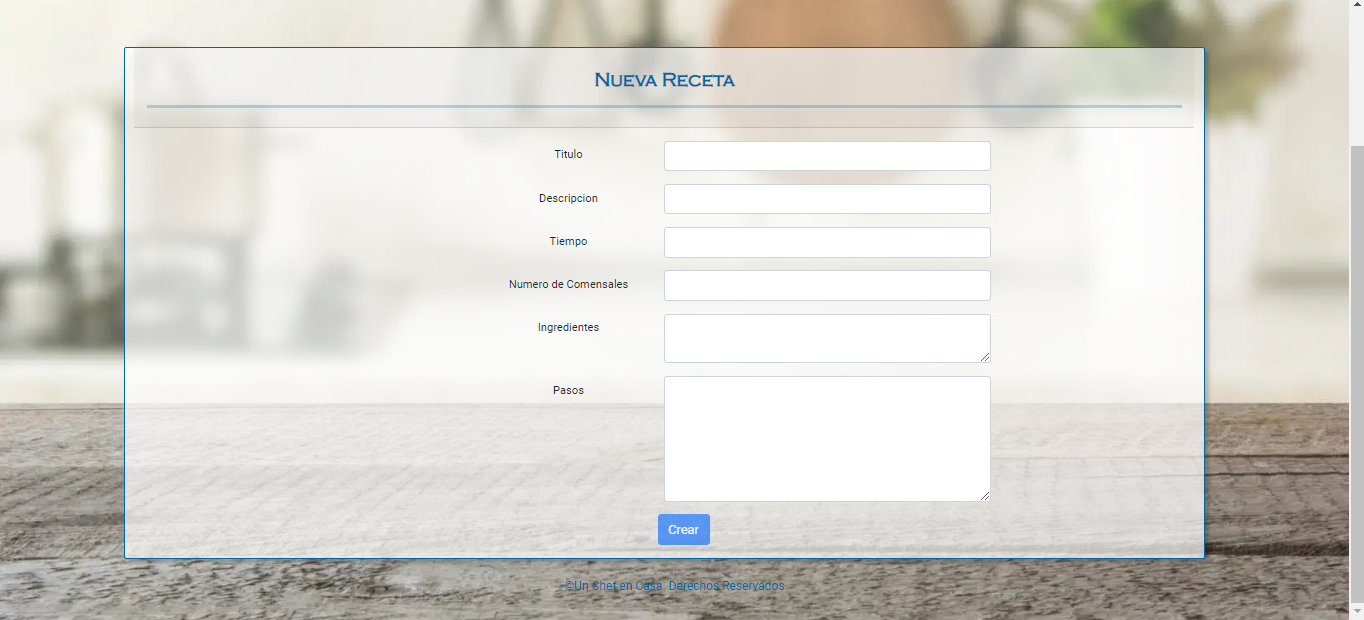 Nueva Receta
Titulo
Descripcion
Tiempo
Numero de Comensales
Ingredientes
Pasos
Crear
©Un Chef en Casa. Derechos Reservados